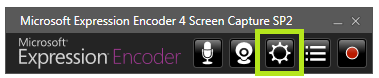 Microsoft Expression Encoder 4 Screen Capture SP2
Microsoft®
Expression® Encoder